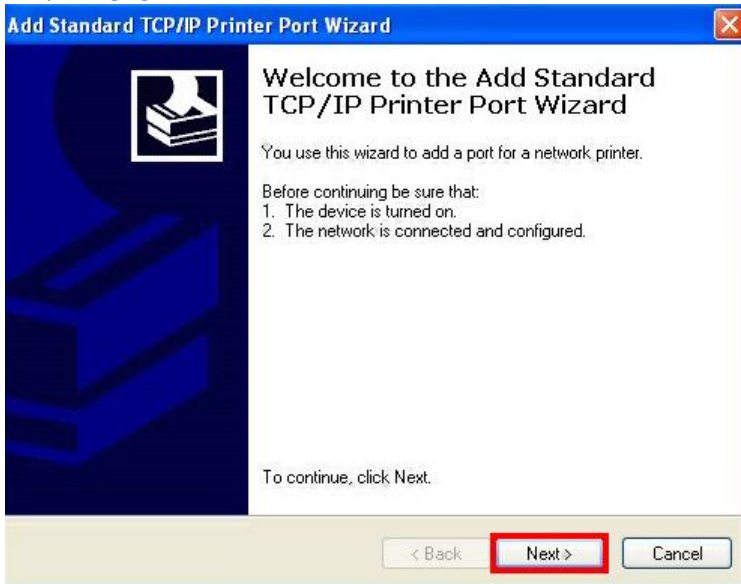 Add Standard TCP/IP Printer Port Wizard
Welcome to the Add Standard
TCP/IP Printer Port Wizard
You use this wizard to add a port for a network printer.
Before continuing be sure that:
1. The device is turned on.
2. The network is connected and configured.
To continue, click Next.
< Back Next > Cancel